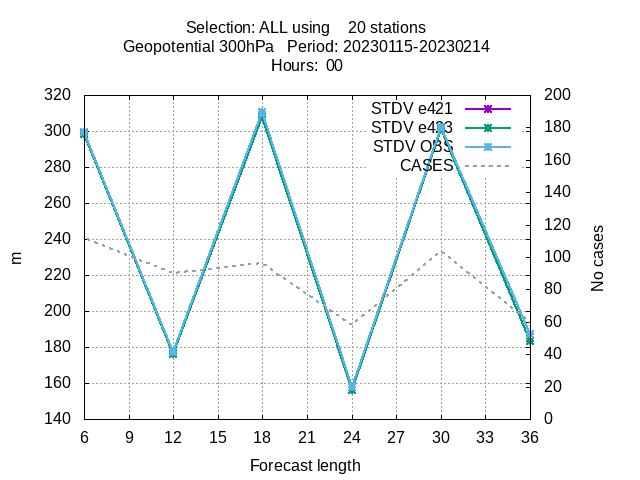 Selection: ALL using 20 stations
Geopotential 300hPa Period: 20230115-20230214
Hours: 00
320
300
280
260
240
220
200
180
160
140
m
STDV e421
STDV e433
STDV OBS
CASES
200
180
160
140
120
100
80
60
40
20
0
No cases
6 9 12 15 18 21 24 27 30 33 36
Forecast length